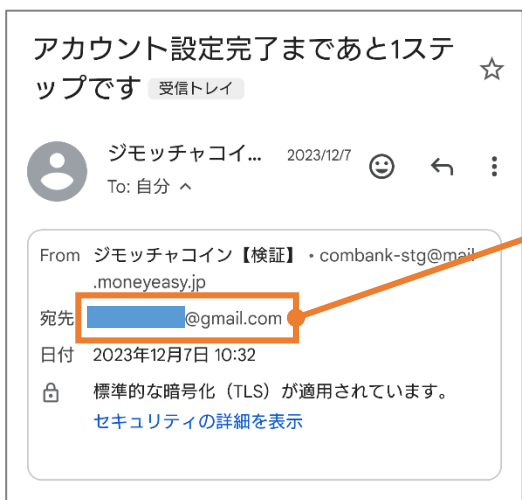 アカウント設定完了まであと1ステ
ップです 受信トレイ
ジモッチャコイ... 2023/12/7
To: 自分
From ジモッチャコイン【検証】 • combank-stg@mail
.moneyeasy.jp
宛先 @gmail.com
日付 2023年12月7日 10:32
標準的な暗号化（TLS）が適用されています。
セキュリティの詳細を表示